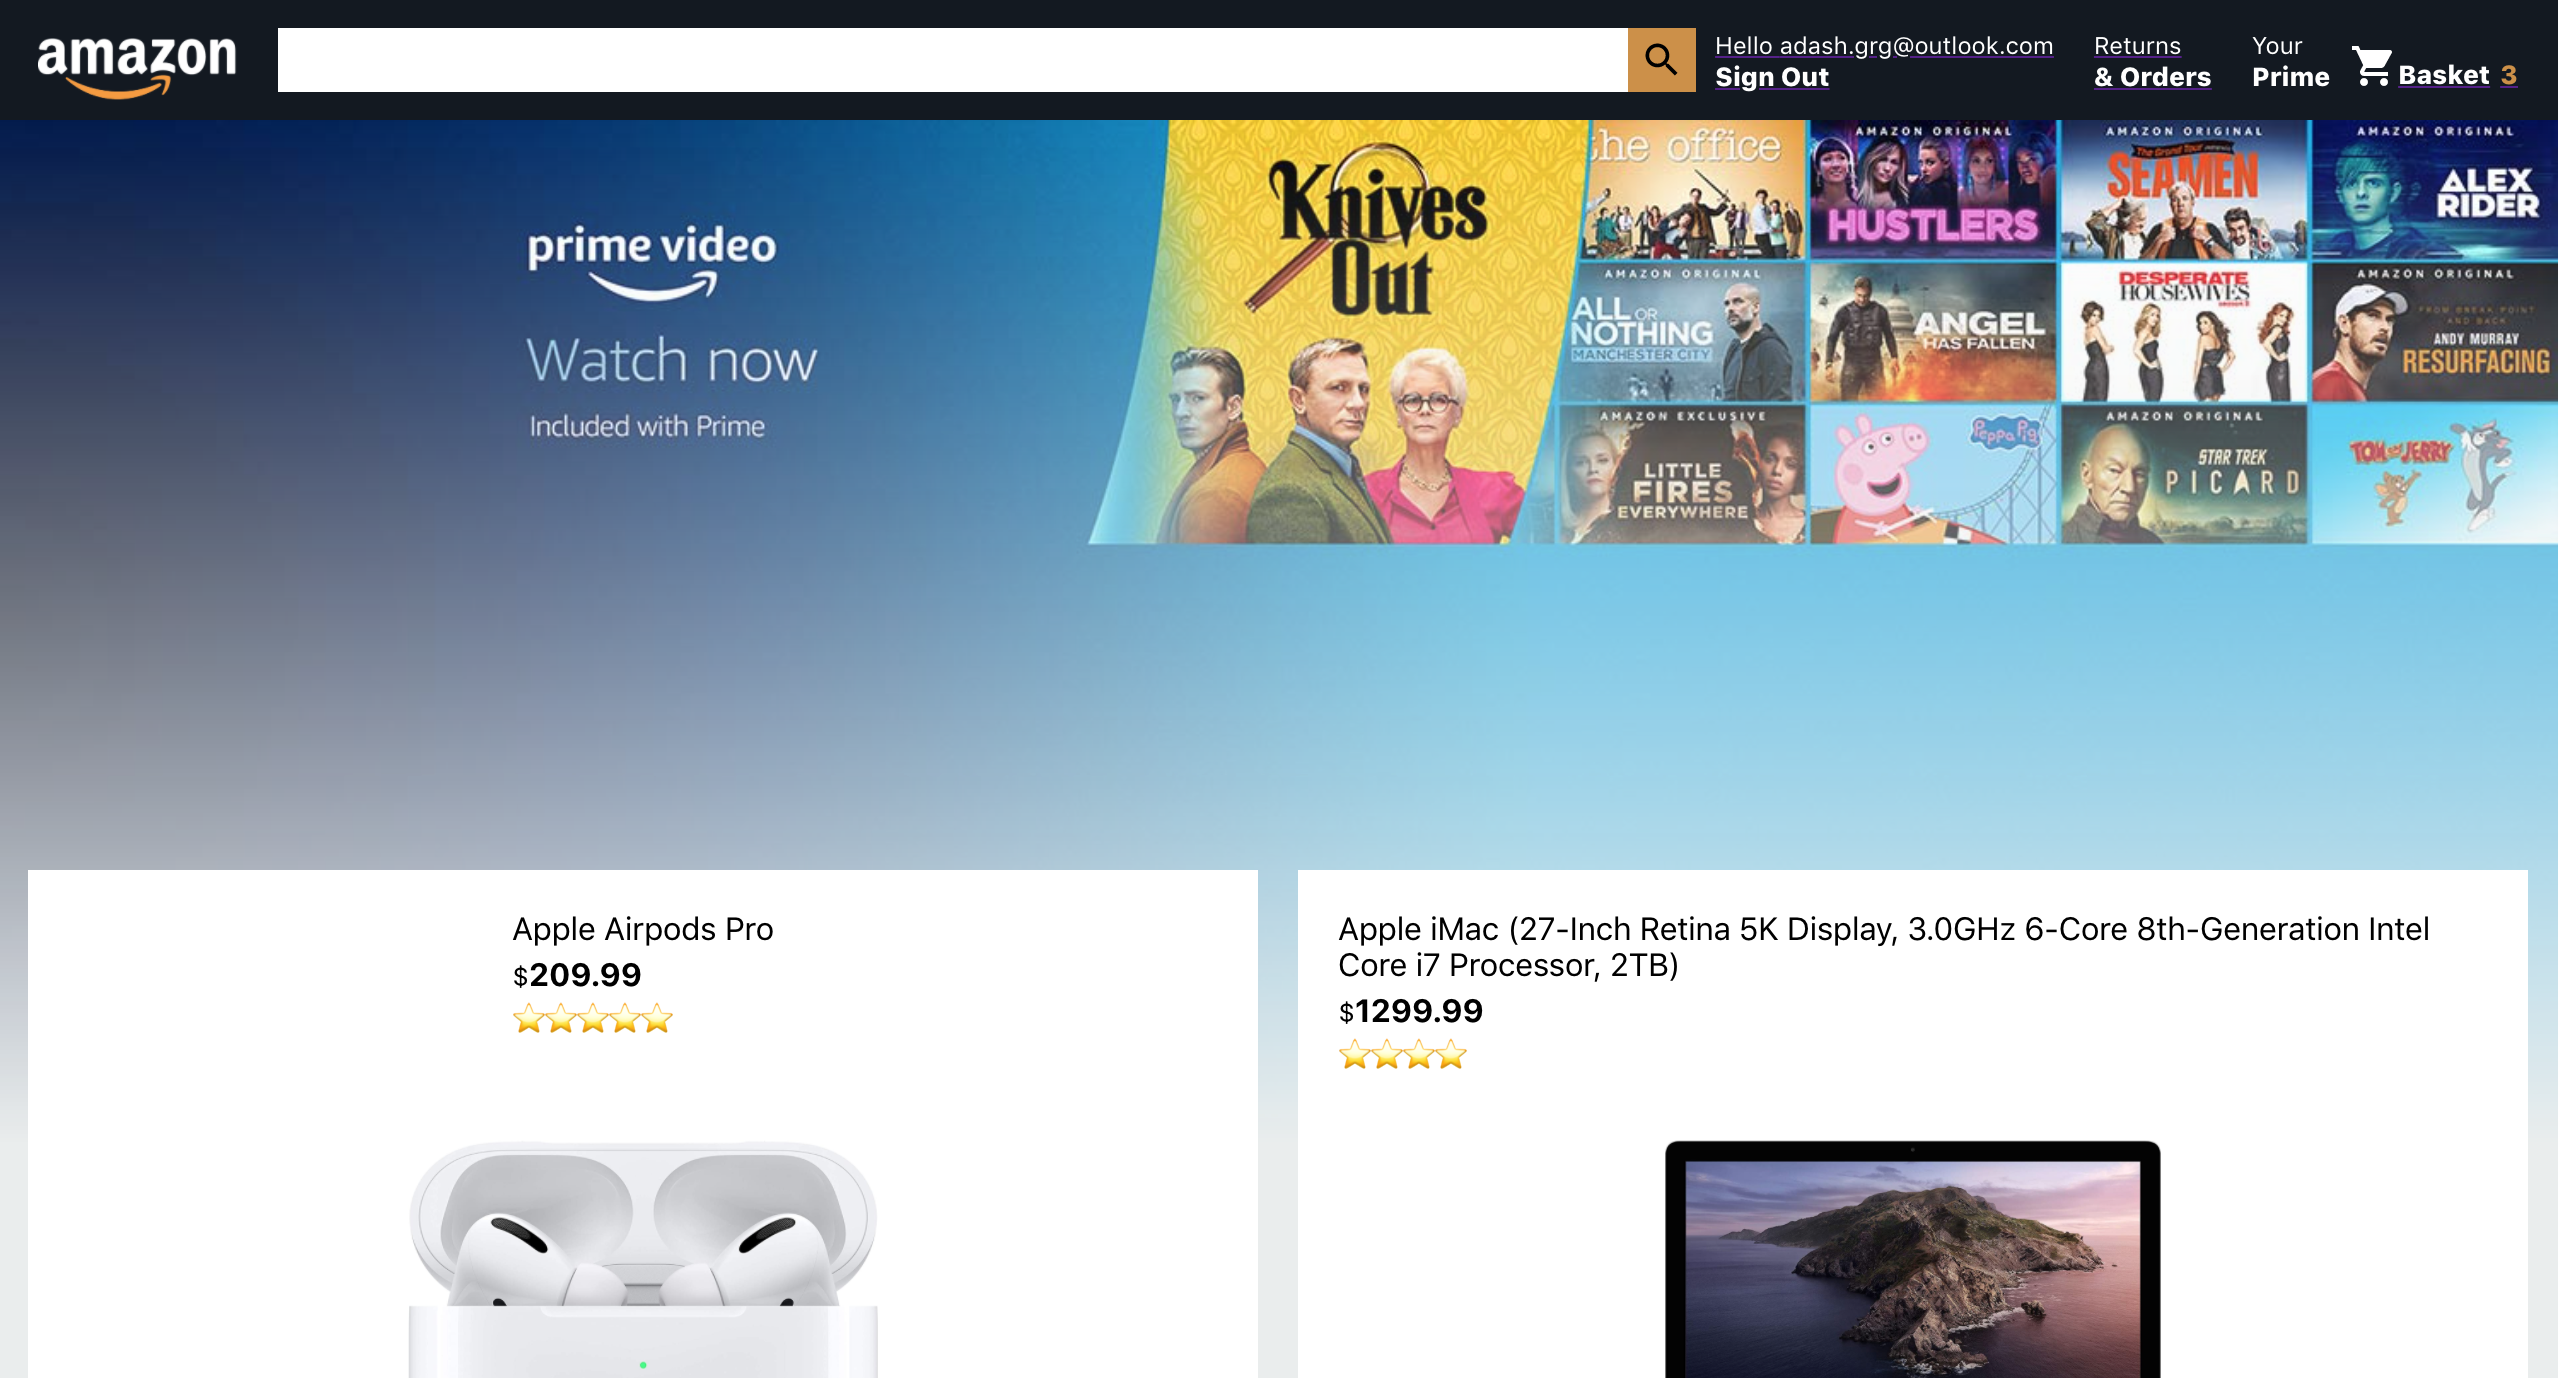 amazon
Hello adash.grg@outlook.com
Sign Out
Returns
& Orders
Your
Prime
Basket 3
prime video
Watch now
Included with Prime
Knives
Out
the office
AMAZON ORIGINAL
HUSTLERS
AMAZON ORIGINAL
The Grand Tour
SEAMEN
AMAZON ORIGINAL
ALEX
RIDER
AMAZON ORIGINAL
ALL OR
NOTHING
MANCHESTER CITY
ANGEL
HAS FALLEN
DESPERATE
HOUSEWIVES
AMAZON ORIGINAL
FROM BREAK POINT
AND BACK
ANDY MURRAY
RESURFACING
AMAZON EXCLUSIVE
LITTLE
FIRES
EVERYWHERE
Peppa Pig
AMAZON ORIGINAL
STAR TREK
PICARD
TOM and JERRY
Apple Airpods Pro
$209.99
Apple iMac (27-Inch Retina 5K Display, 3.0GHz 6-Core 8th-Generation Intel
Core i7 Processor, 2TB)
$1299.99